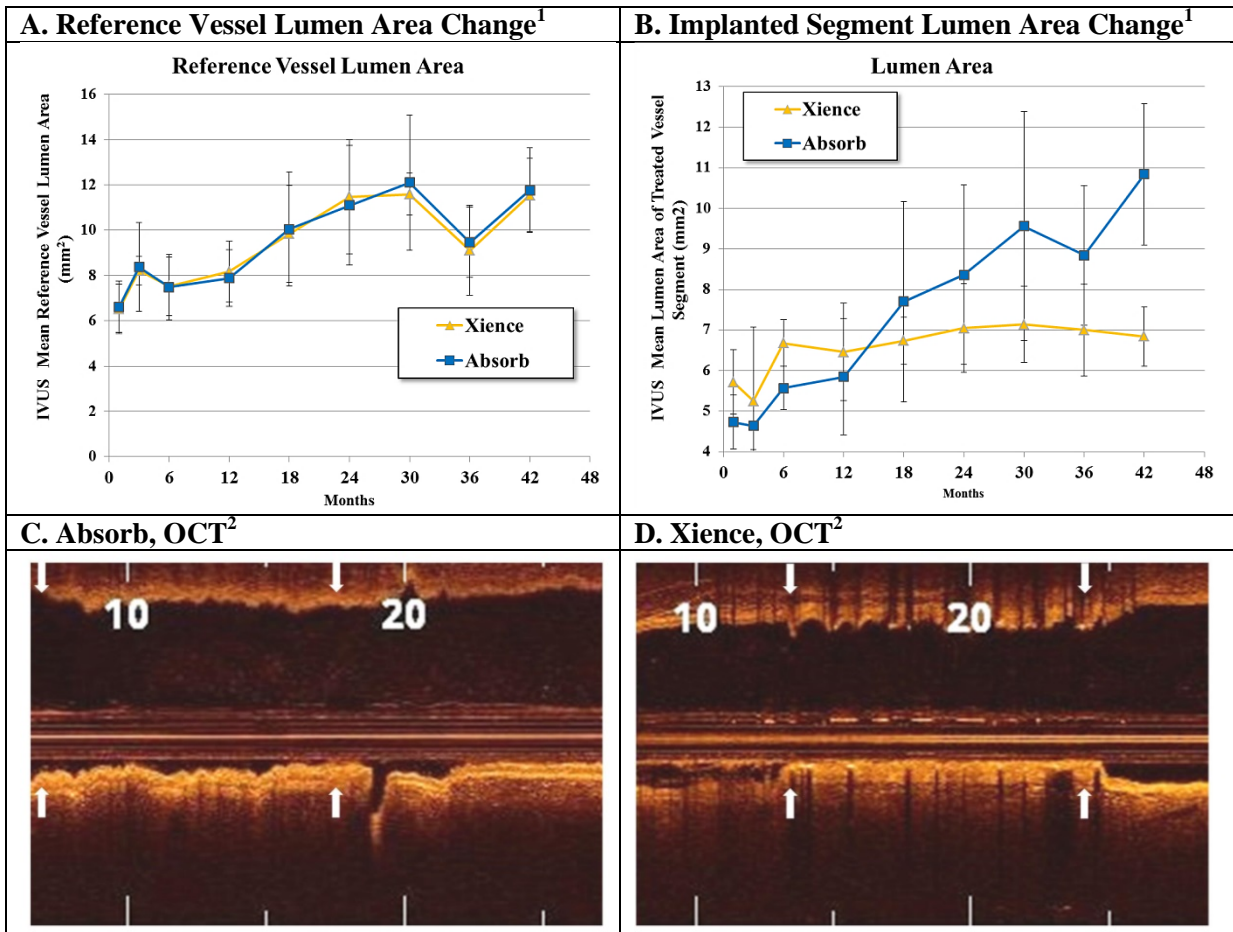 A. Reference Vessel Lumen Area Change1
Reference Vessel Lumen Area
IVUS Mean Reference Vessel Lumen Area
(mm2)
16
14
12
10
8
6
4
2
0
Xience
Absorb
0 6 12 18 24 30 36 42 48
Months
B. Implanted Segment Lumen Area Change1
Lumen Area
IVUS Mean Lumen Area of Treated Vessel
Segment (mm2)
13
12
11
10
9
8
7
6
5
4
Xience
Absorb
0 6 12 18 24 30 36 42 48
Months
C. Absorb, OCT2
10 20
D. Xience, OCT2
10 20